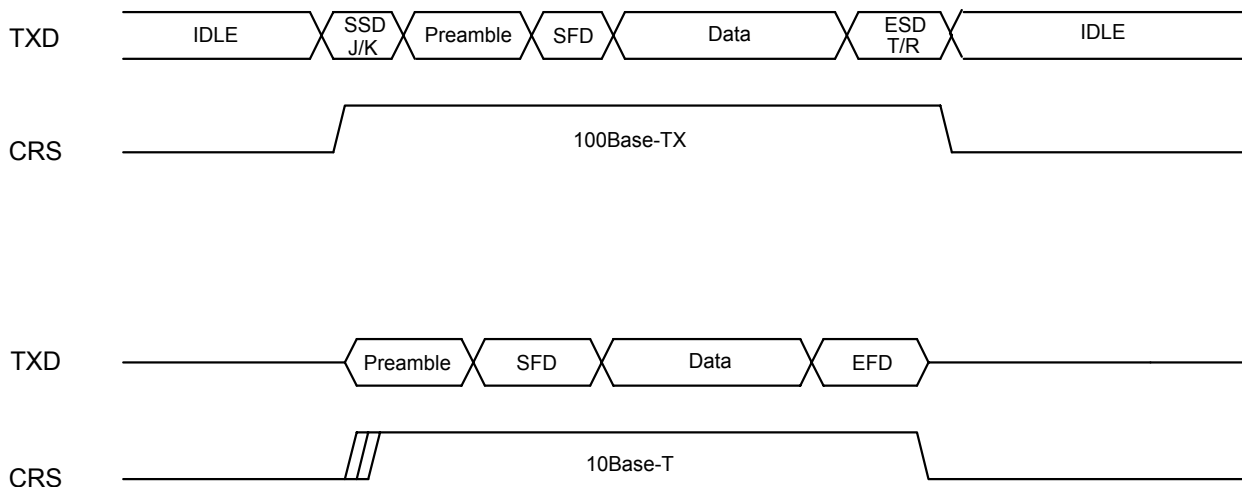 TXD IDLE SSD J/K Preamble SFD Data ESD T/R IDLE
CRS 100Base-TX
TXD Preamble SFD Data EFD
CRS 10Base-T